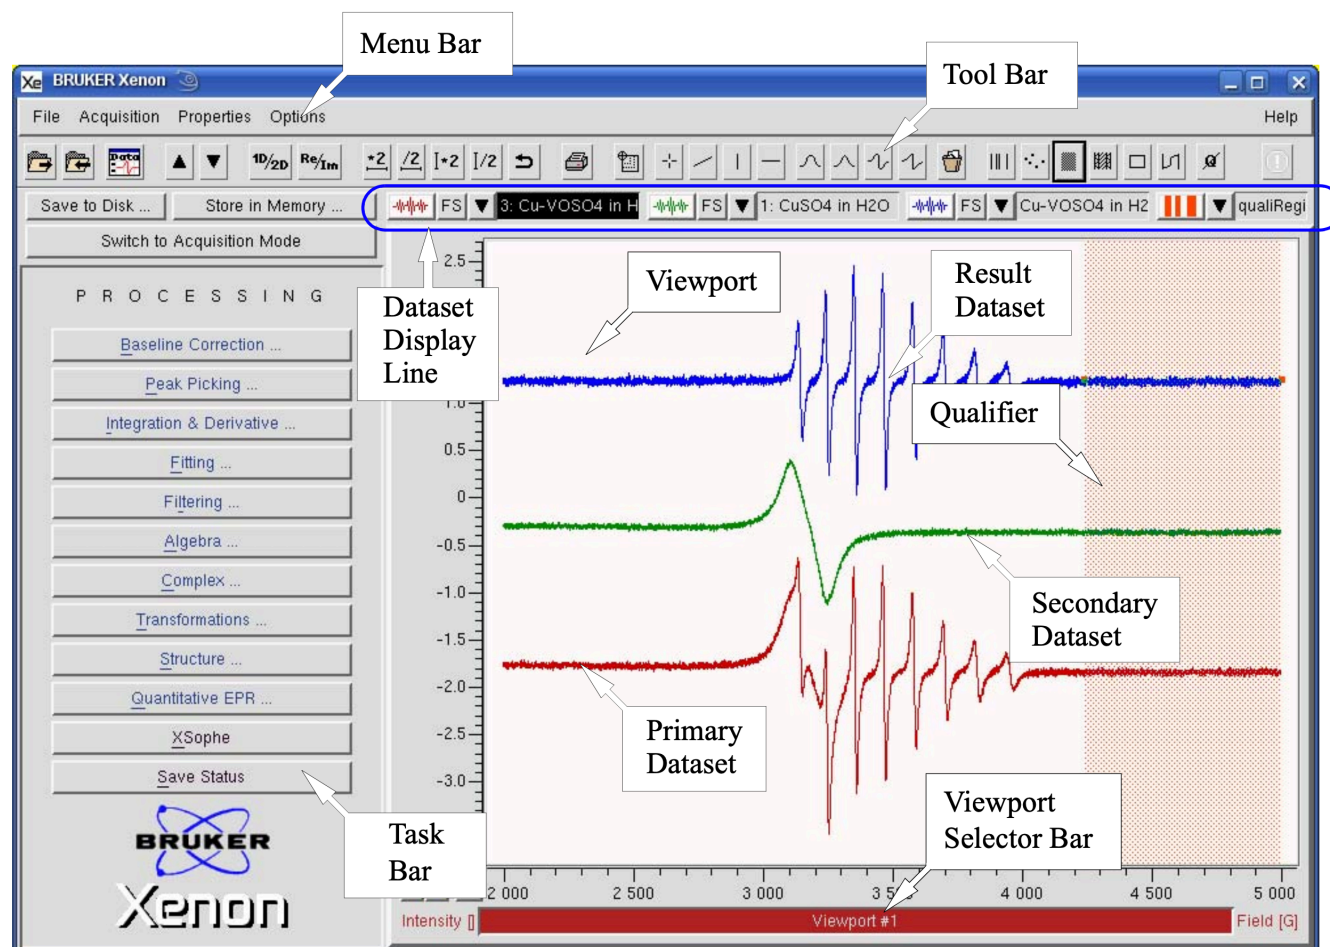 Menu Bar
Tool Bar
Xe BRUKER Xenon
File Acquisition Properties Options Help
Data 1D/2D Re/Im *2 /2 I*2 I/2
Save to Disk ... Store in Memory ... FS 3: Cu-VOSO4 in H FS 1: CuSO4 in H2O FS Cu-VOSO4 in H2 qualiRegi
Switch to Acquisition Mode
PROCESSING
Baseline Correction ...
Peak Picking ...
Integration & Derivative ...
Fitting ...
Filtering ...
Algebra ...
Complex ...
Transformations ...
Structure ...
Quantitative EPR ...
XSophe
Save Status
BRUKER
Xenon
Task
Bar
Dataset
Display
Line
Viewport
Result
Dataset
Qualifier
Secondary
Dataset
Primary
Dataset
Viewport
Selector Bar
2.5
1.0
0.5
0
-0.5
-1.0
-1.5
-2.0
-2.5
-3.0
2 000 2 500 3 000 3 5 4 000 4 500 5 000
Intensity [] Viewport #1 Field [G]